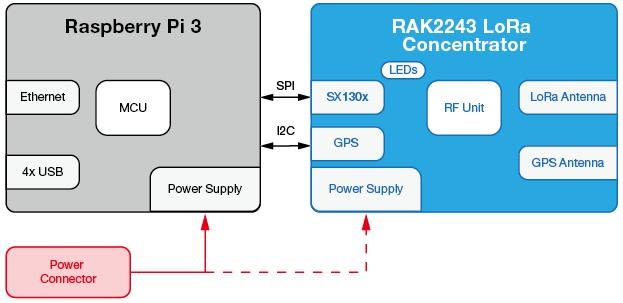 Raspberry Pi 3
Ethernet
MCU
4x USB
Power Supply
SPI
I2C
RAK2243 LoRa
Concentrator
LEDs
SX130x
RF Unit
LoRa Antenna
GPS
GPS Antenna
Power Supply
Power
Connector